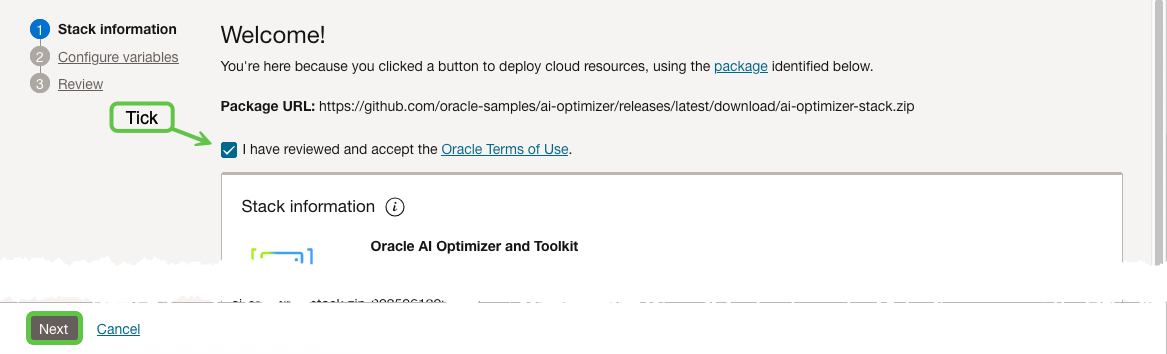 1 Stack information
2 Configure variables
3 Review
Welcome!
You're here because you clicked a button to deploy cloud resources, using the package identified below.
Package URL: https://github.com/oracle-samples/ai-optimizer/releases/latest/download/ai-optimizer-stack.zip
Tick
I have reviewed and accept the Oracle Terms of Use.
Stack information i
Oracle AI Optimizer and Toolkit
Next Cancel